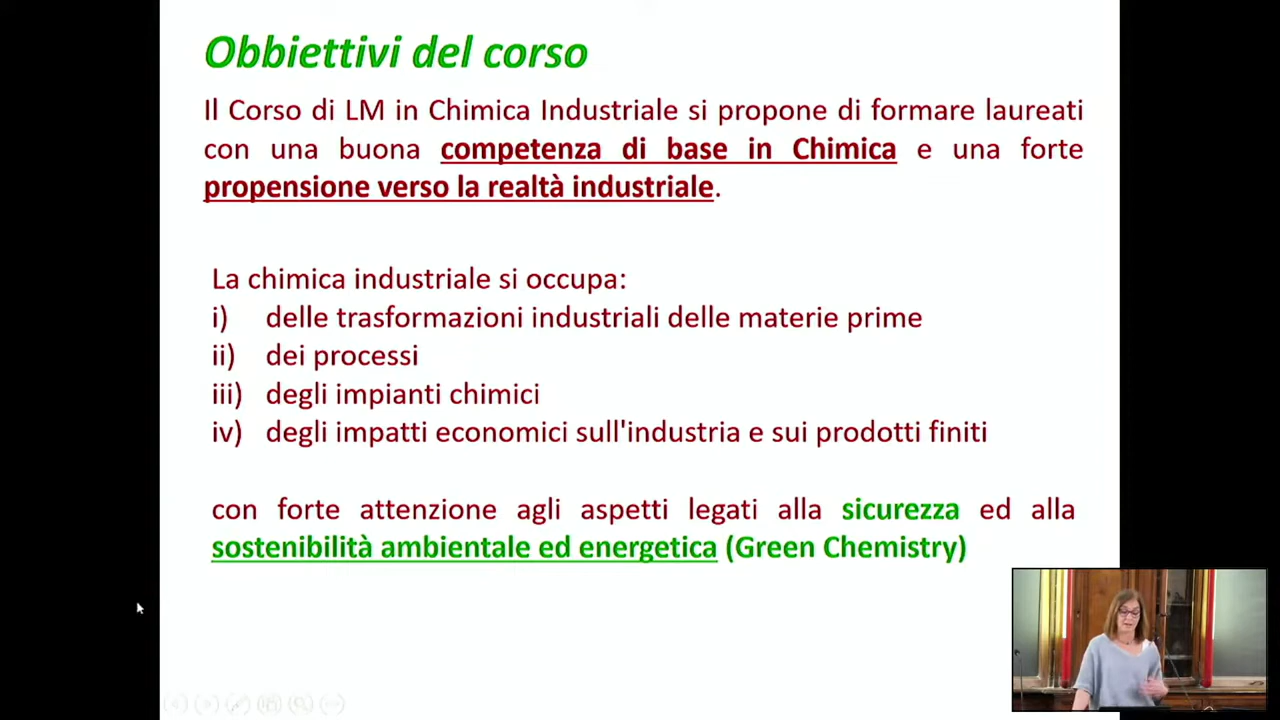 Obbiettivi del corso
Il Corso di LM in Chimica Industriale si propone di formare laureati
con una buona competenza di base in Chimica e una forte
propensione verso la realtà industriale.
La chimica industriale si occupa:
i) delle trasformazioni industriali delle materie prime
ii) dei processi
iii) degli impianti chimici
iv) degli impatti economici sull'industria e sui prodotti finiti
con forte attenzione agli aspetti legati alla sicurezza ed alla
sostenibilità ambientale ed energetica (Green Chemistry)